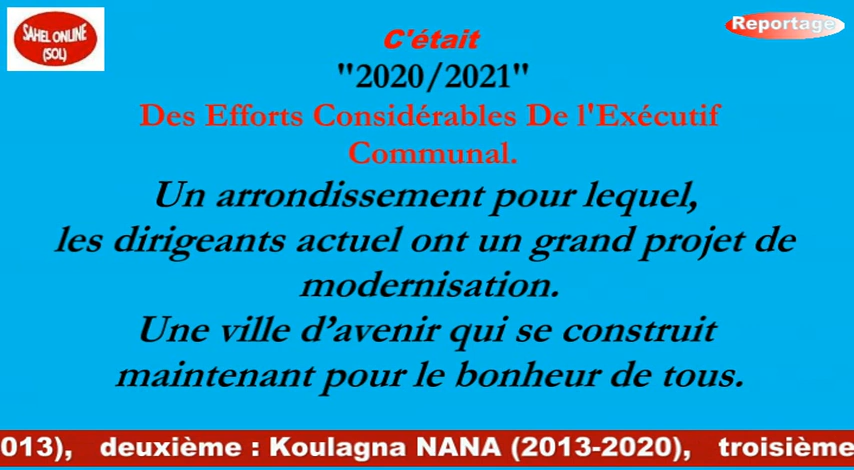 SAHEL ONLINE
(SOL)
Reportage
C'était
"2020/2021"
Des Efforts Considérables De l'Exécutif
Communal.
Un arrondissement pour lequel,
les dirigeants actuel ont un grand projet de
modernisation.
Une ville d’avenir qui se construit
maintenant pour le bonheur de tous.
013), deuxième : Koulagna NANA (2013-2020), troisième